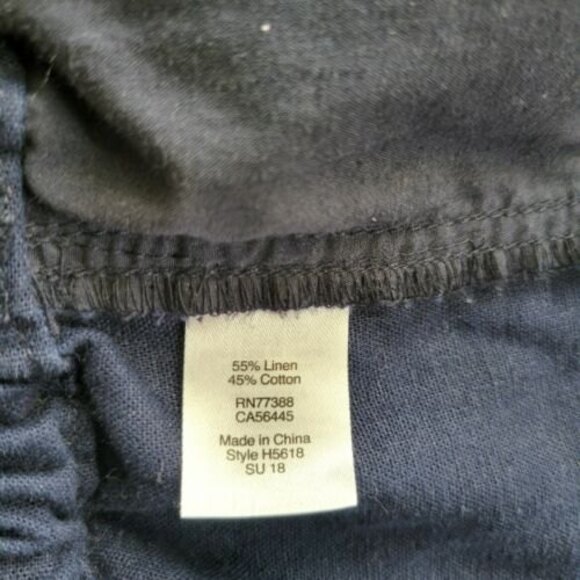 55% Linen
45% Cotton
RN77388
CA56445
Made in China
Style H5618
SU 18